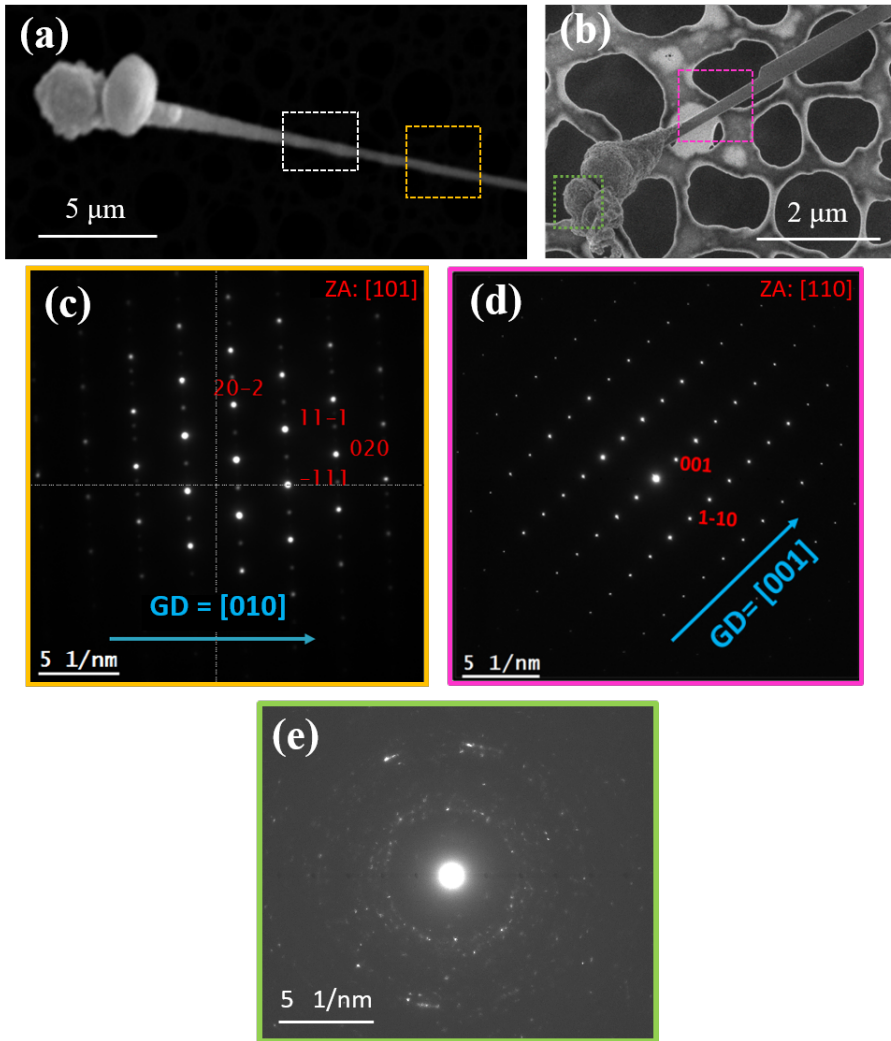 (a)
5 μm
(b)
2 μm
(c)
ZA: [101]
20-2
11-1
020
-111
GD = [010]
5 1/nm
(d)
ZA: [110]
001
1-10
GD= [001]
5 1/nm
(e)
5 1/nm